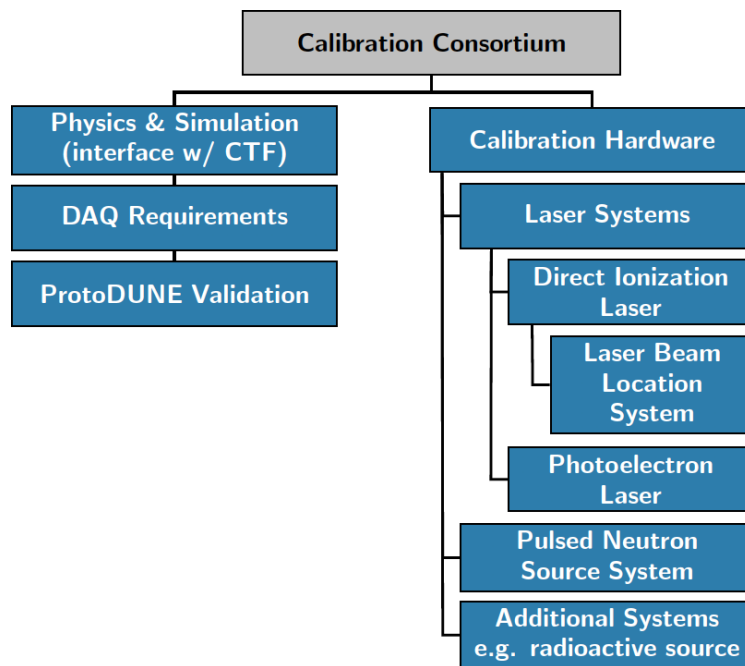 Calibration Consortium
Physics & Simulation
(interface w/ CTF)
DAQ Requirements
ProtoDUNE Validation
Calibration Hardware
Laser Systems
Direct Ionization
Laser
Laser Beam
Location
System
Photoelectron
Laser
Pulsed Neutron
Source System
Additional Systems
e.g. radioactive source